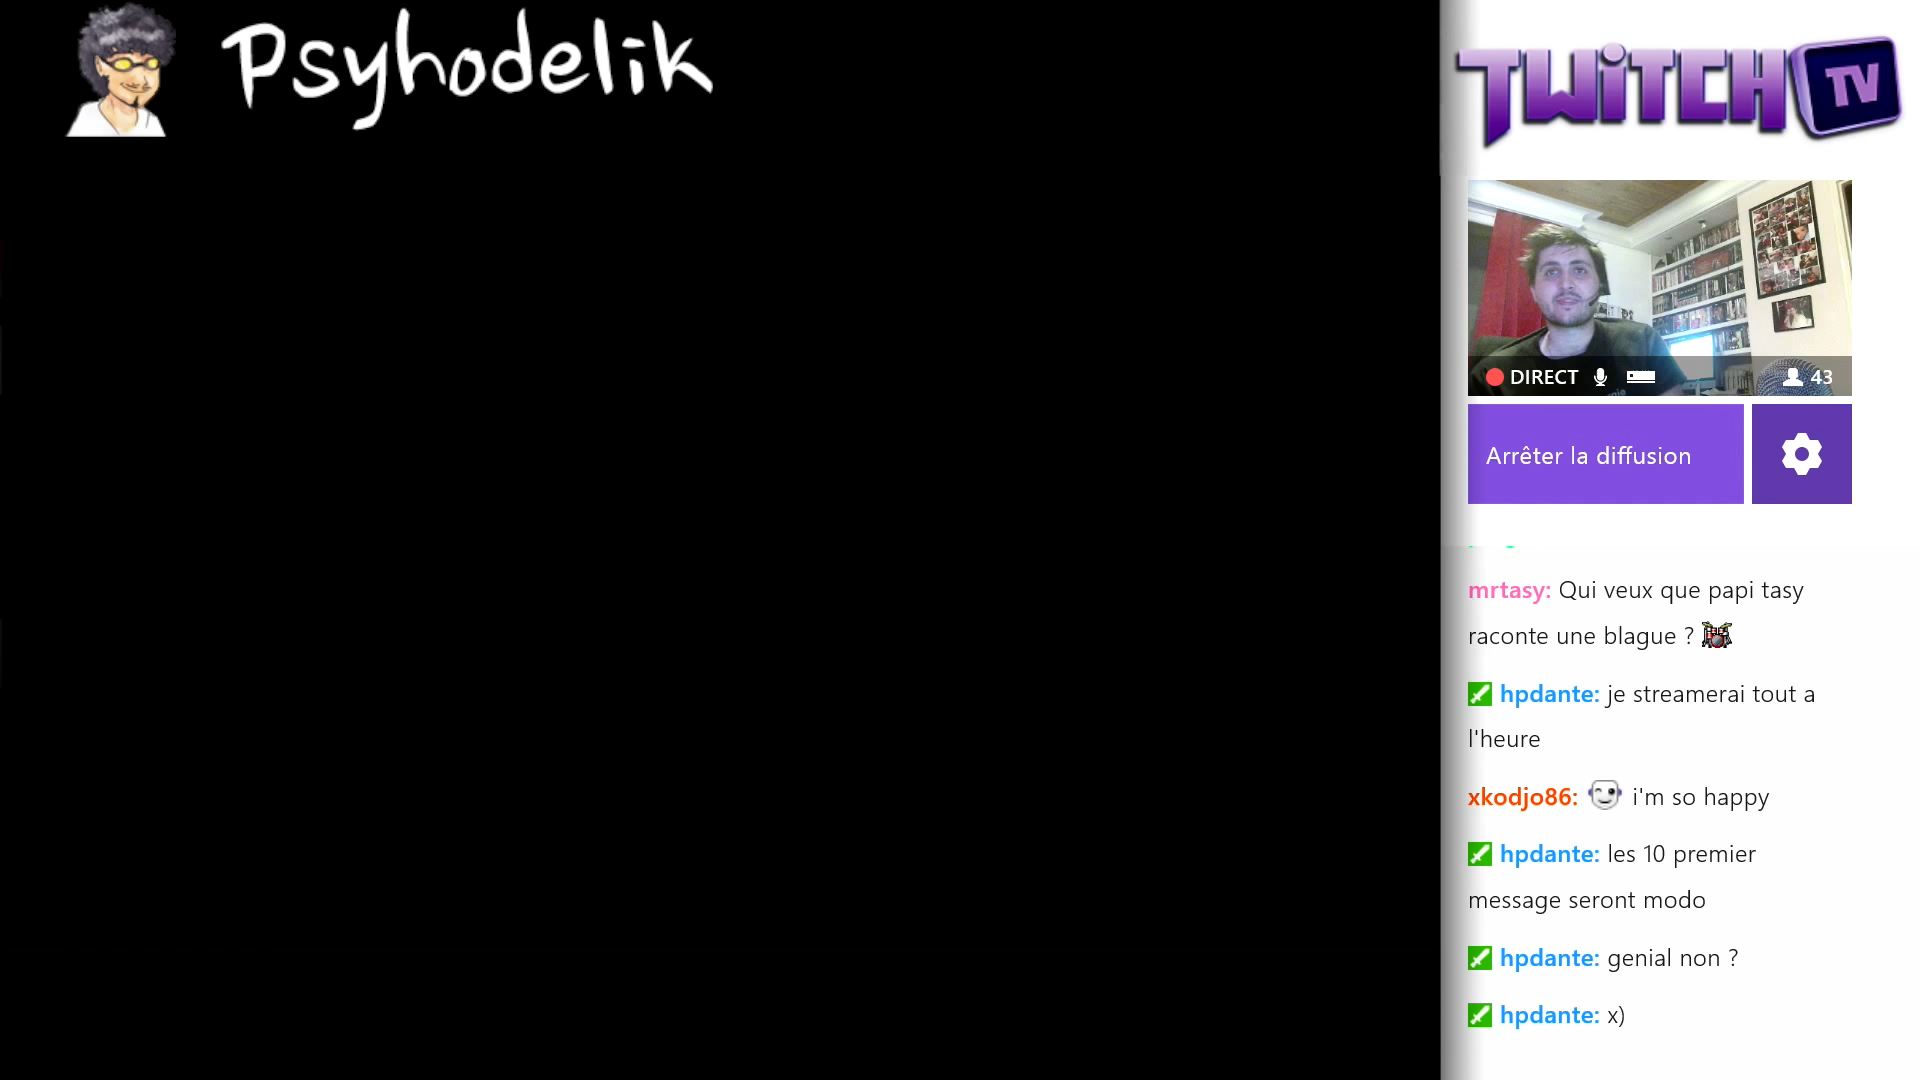 Psyhodelik
TWiTCH TV
DIRECT 43
Arrêter la diffusion
mrtasy: Qui veux que papi tasy
raconte une blague ?
hpdante: je streamerai tout a
l'heure
xkodjo86: i'm so happy
hpdante: les 10 premier
message seront modo
hpdante: genial non ?
hpdante: x)